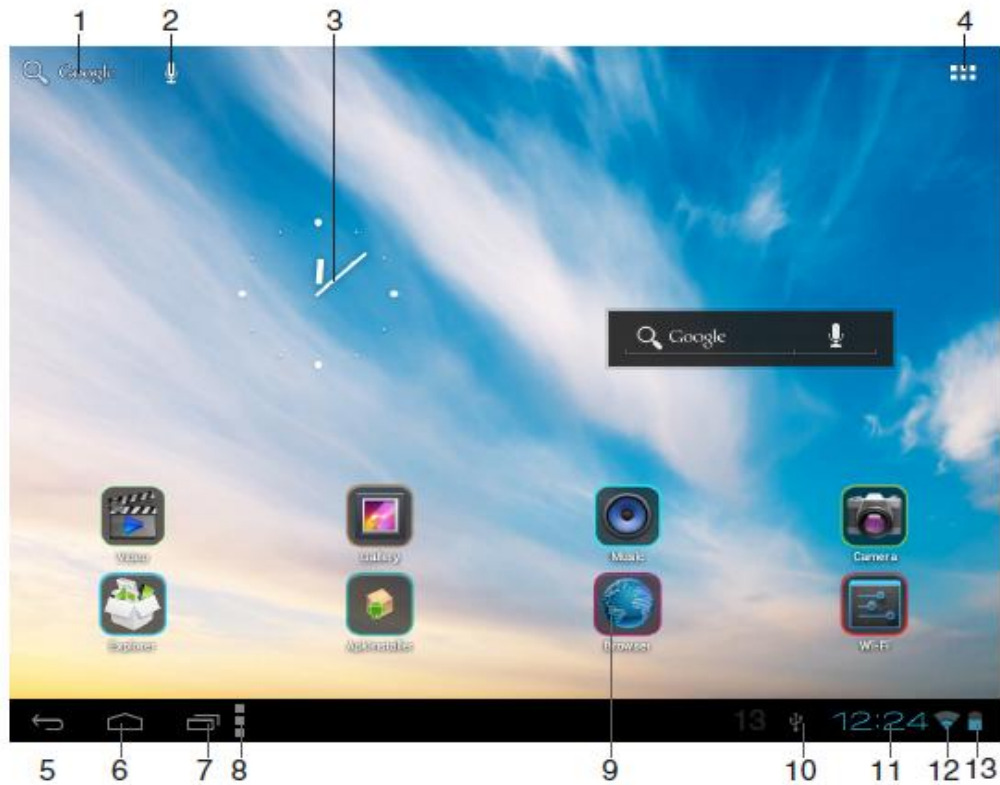 1 2 3 4
Google
Google
Video Gallery Music Camera
Explorer ApkInstaller Browser Wi-Fi
13 12:24
5 6 7 8 9 10 11 12 13